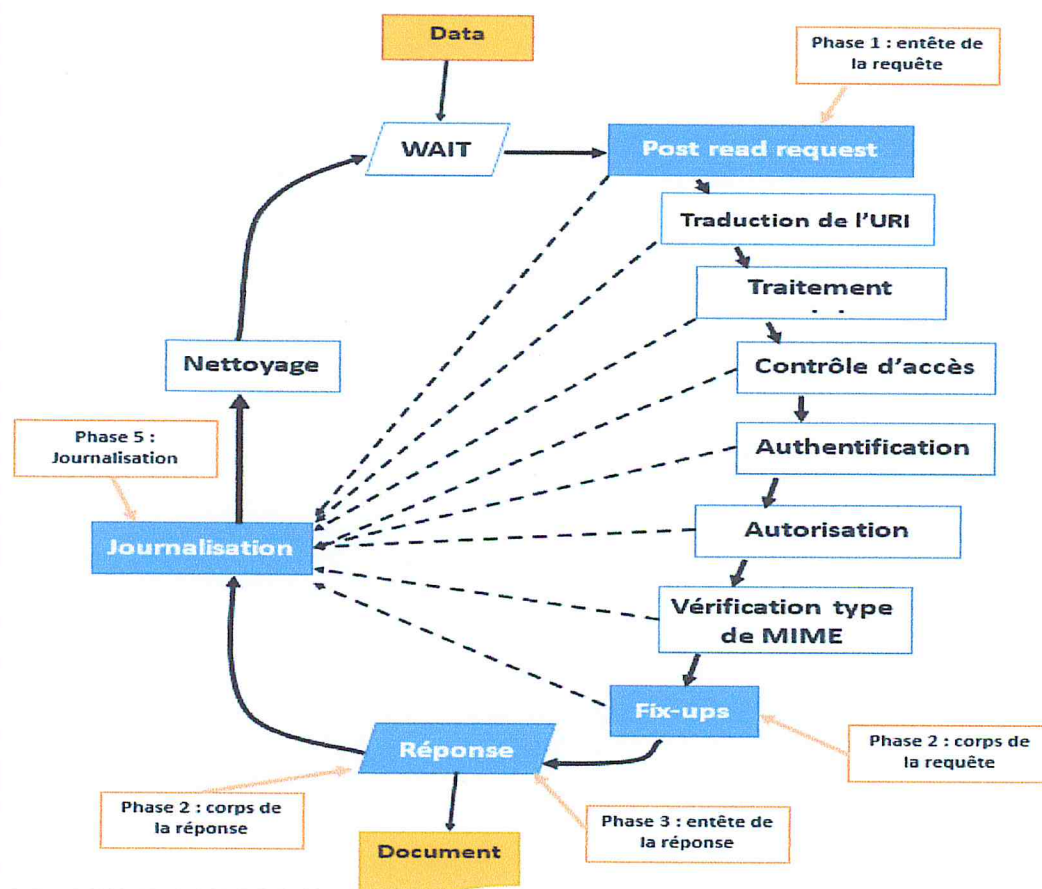 Data
Phase 1 : entête de
la requête
WAIT
Post read request
Traduction de l'URI
Traitement
Nettoyage
Contrôle d'accès
Phase 5 :
Journalisation
Authentification
Journalisation
Autorisation
Vérification type
de MIME
Fix-ups
Réponse
Phase 2 : corps de
la requête
Phase 2 : corps de
la réponse
Phase 3 : entête de
la réponse
Document